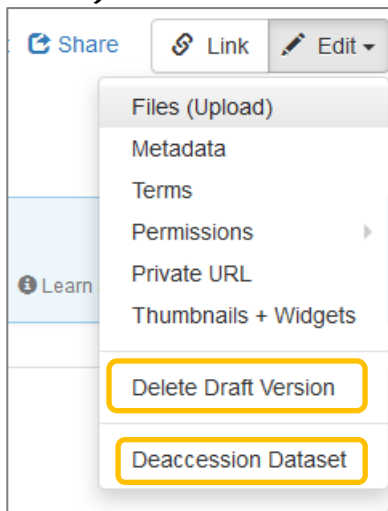 Share
Link
Edit
Files (Upload)
Metadata
Terms
Permissions
Private URL
Learn
Thumbnails + Widgets
Delete Draft Version
Deaccession Dataset